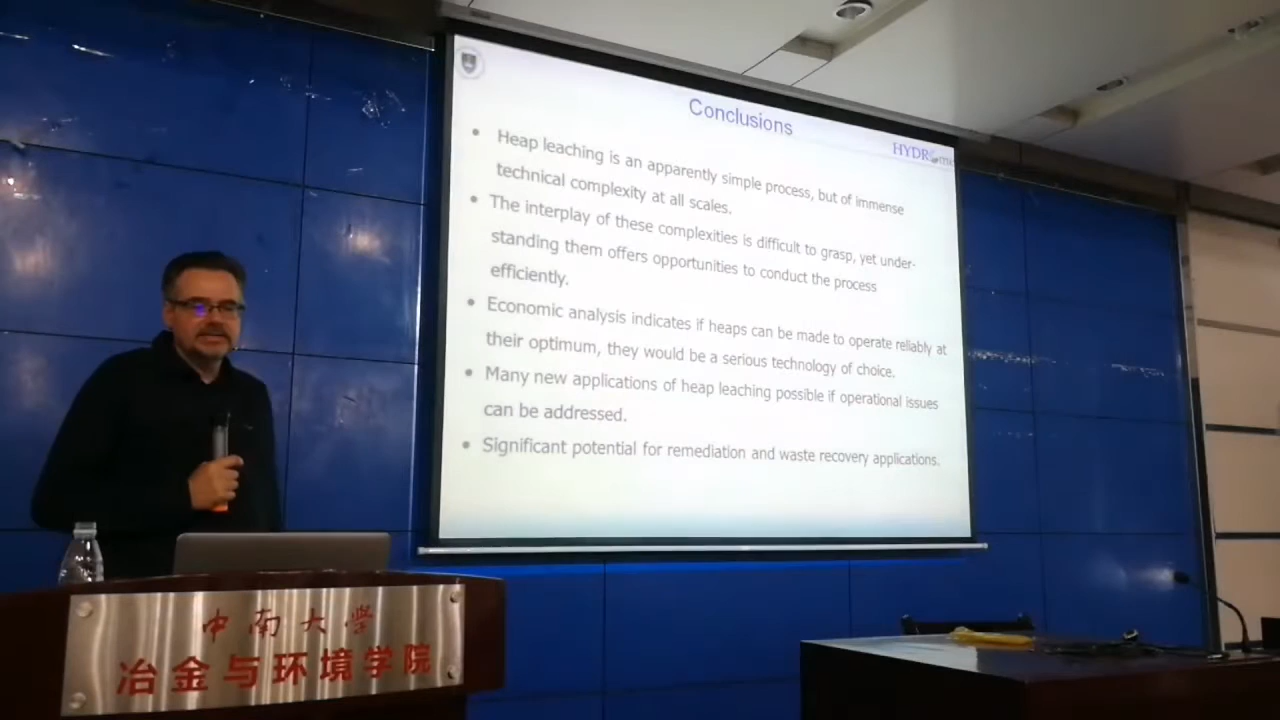 Conclusions
HYDROme
• Heap leaching is an apparently simple process, but of immense
technical complexity at all scales.
• The interplay of these complexities is difficult to grasp, yet under-
standing them offers opportunities to conduct the process
efficiently.
• Economic analysis indicates if heaps can be made to operate reliably at
their optimum, they would be a serious technology of choice.
• Many new applications of heap leaching possible if operational issues
can be addressed.
• Significant potential for remediation and waste recovery applications.
中南大学
冶金与环境学院